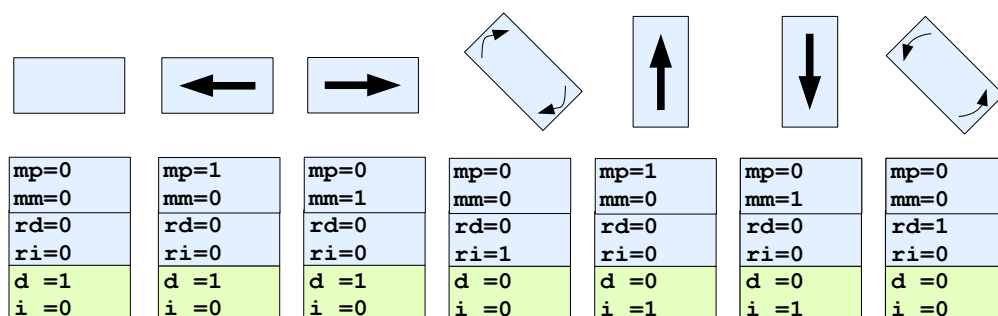 mp=0
mm=0
rd=0
ri=0
d =1
i =0
mp=1
mm=0
rd=0
ri=0
d =1
i =0
mp=0
mm=1
rd=0
ri=0
d =1
i =0
mp=0
mm=0
rd=0
ri=1
d =0
i =0
mp=1
mm=0
rd=0
ri=0
d =0
i =1
mp=0
mm=1
rd=0
ri=0
d =0
i =1
mp=0
mm=0
rd=1
ri=0
d =0
i =0